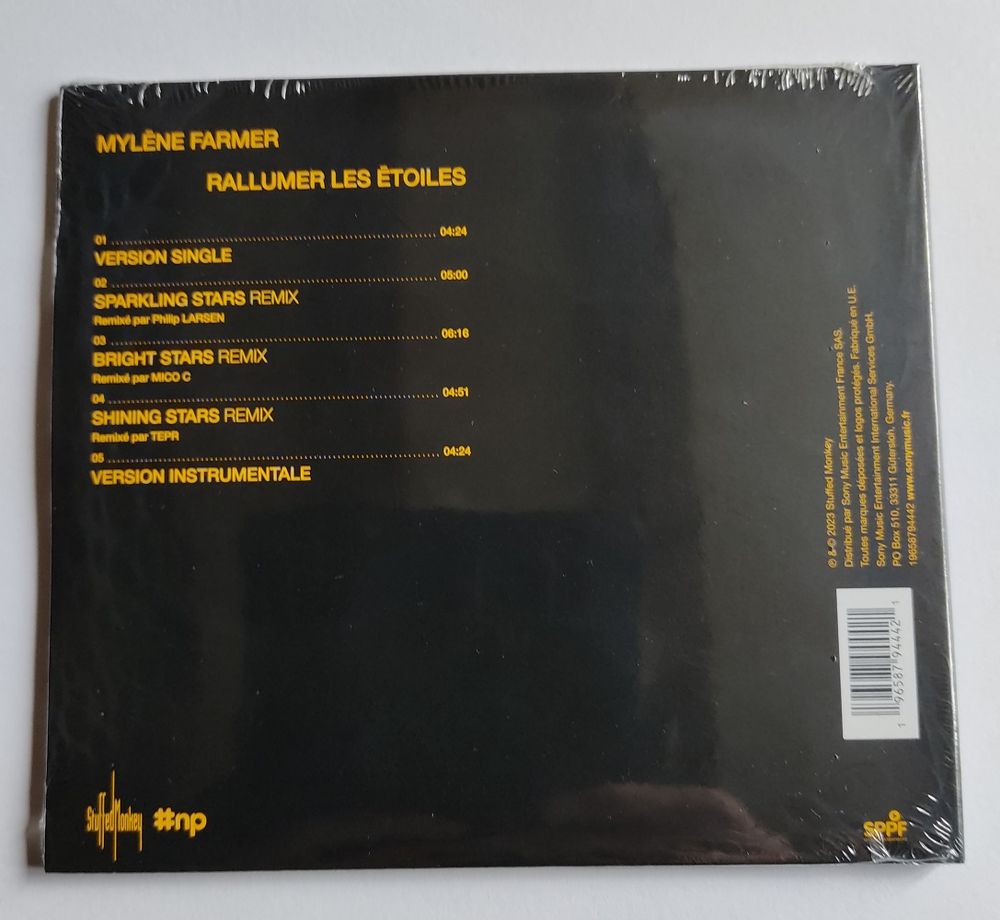 MYLÈNE FARMER
RALLUMER LES ÉTOILES
01 04:24
VERSION SINGLE
02 05:00
SPARKLING STARS REMIX
Remixé par Philip LARSEN
03 06:16
BRIGHT STARS REMIX
Remixé par MICO C
04 04:51
SHINING STARS REMIX
Remixé par TEPR
05 04:24
VERSION INSTRUMENTALE
℗ & © 2023 Stuffed Monkey
Distribué par Sony Music Entertainment France SAS.
Toutes marques déposées et logos protégés. Fabriqué en U.E.
Sony Music Entertainment International Services GmbH,
PO Box 510, 33311 Gütersloh, Germany.
19658794442 www.sonymusic.fr
1 96587 94442 1
Stuffed Monkey
#np
SPPF